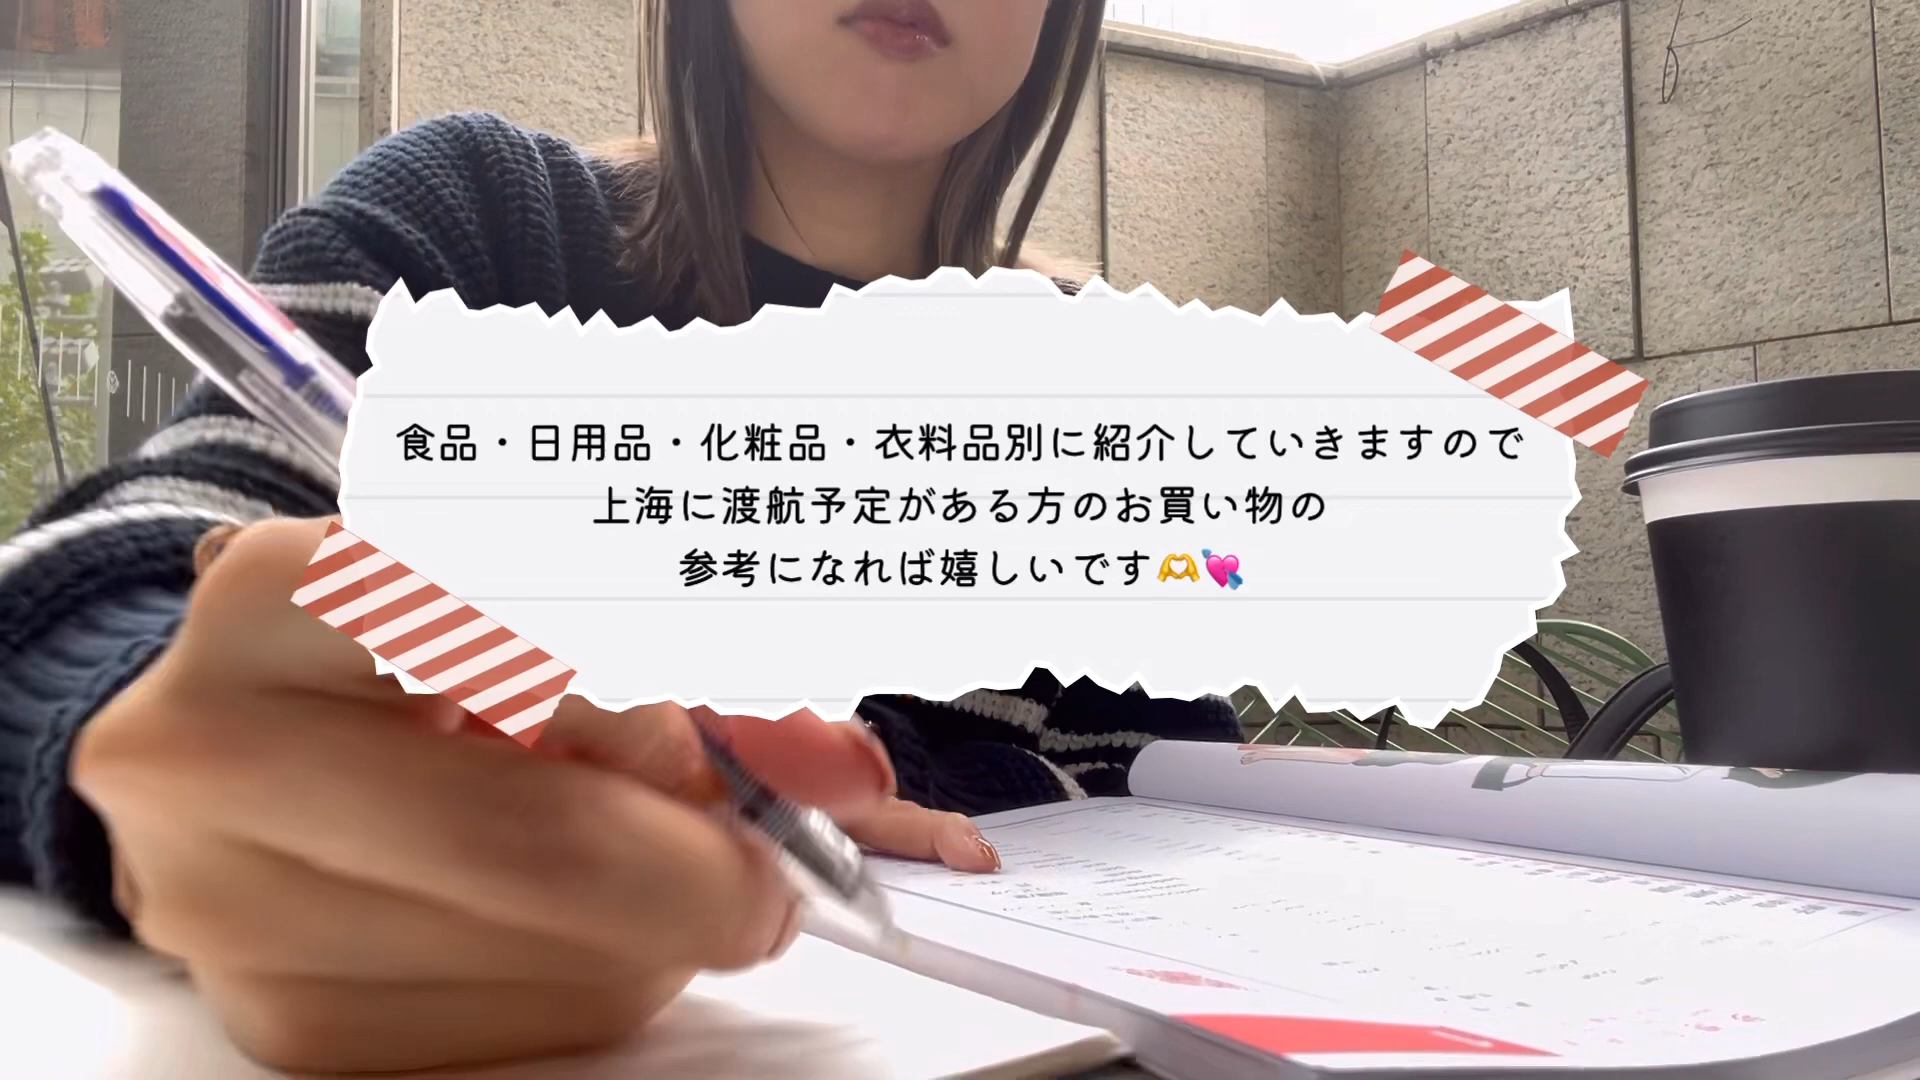 食品・日用品・化粧品・衣料品別に紹介していきますので
上海に渡航予定がある方のお買い物の
参考になれば嬉しいです🫶💘